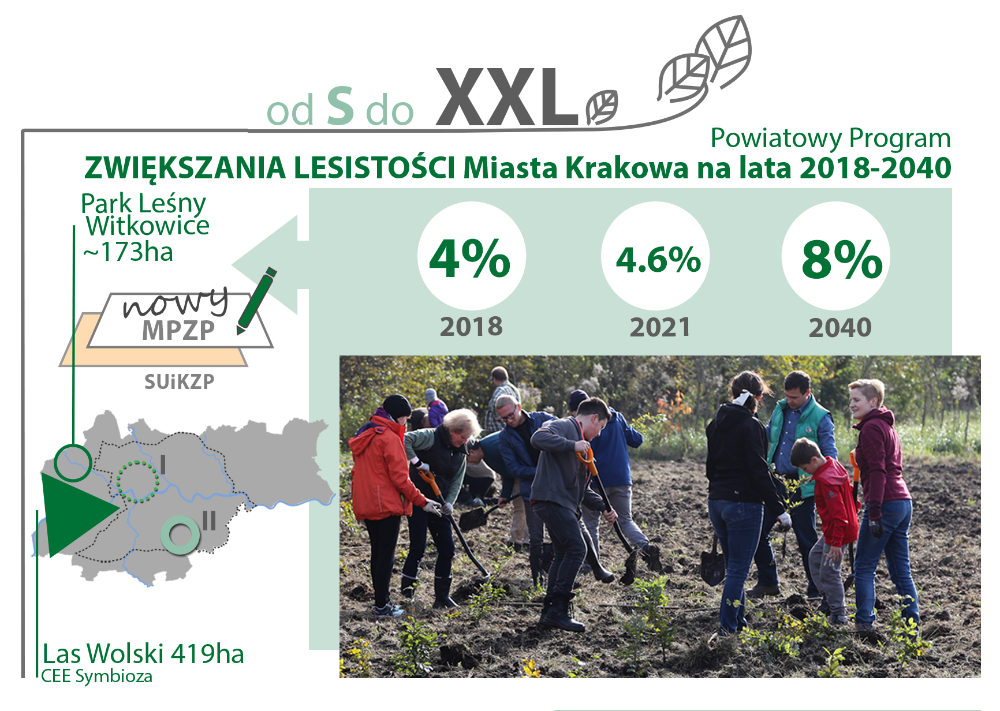 od S do XXL
Powiatowy Program
ZWIĘKSZANIA LESISTOŚCI Miasta Krakowa na lata 2018-2040
Park Leśny
Witkowice
~173ha
4%
4.6%
8%
2018
2021
2040
nowy
MPZP
SUiKZP
I
II
Las Wolski 419ha
CEE Symbioza